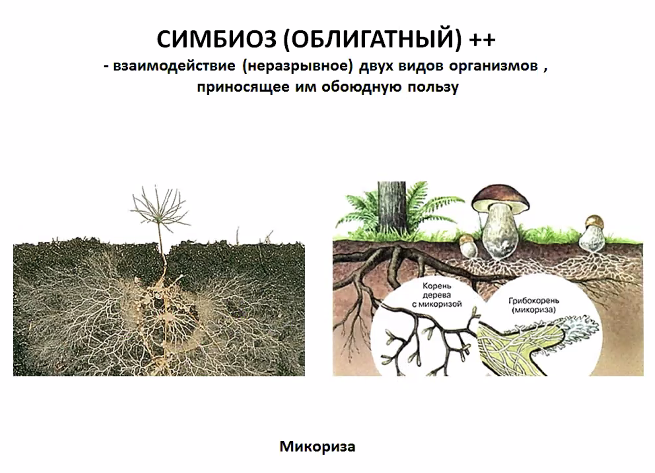 СИМБИОЗ (ОБЛИГАТНЫЙ) ++
- взаимодействие (неразрывное) двух видов организмов ,
приносящее им обоюдную пользу
Корень
дерева
с микоризой
Грибокорень
(микориза)
Микориза